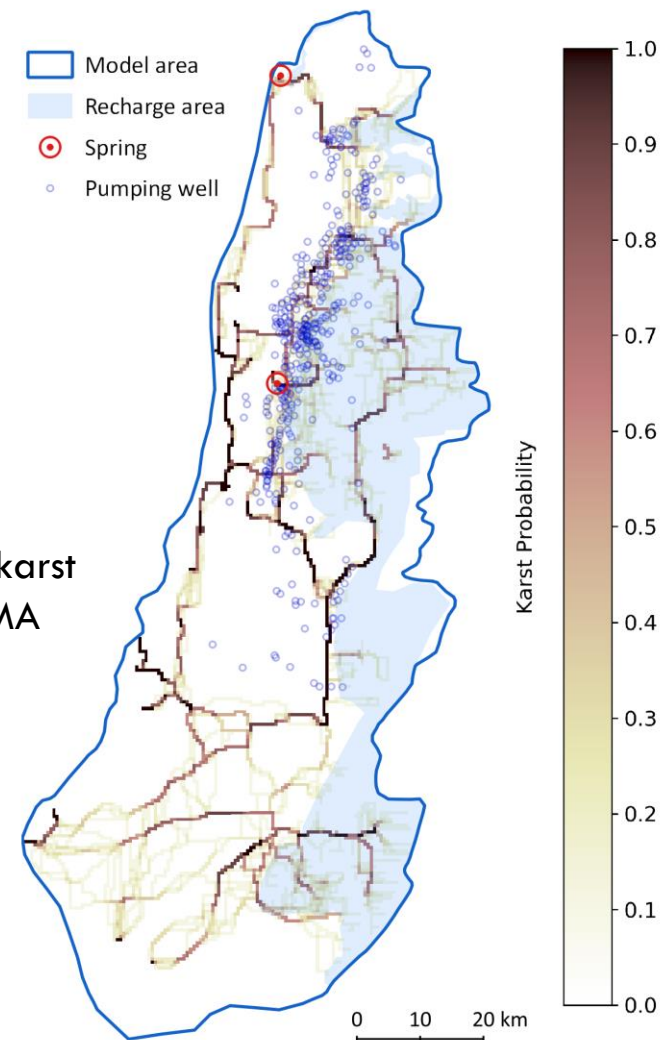 Model area
Recharge area
Spring
Pumping well
karst
MA
Karst Probability
1.0
0.9
0.8
0.7
0.6
0.5
0.4
0.3
0.2
0.1
0.0
0 10 20 km